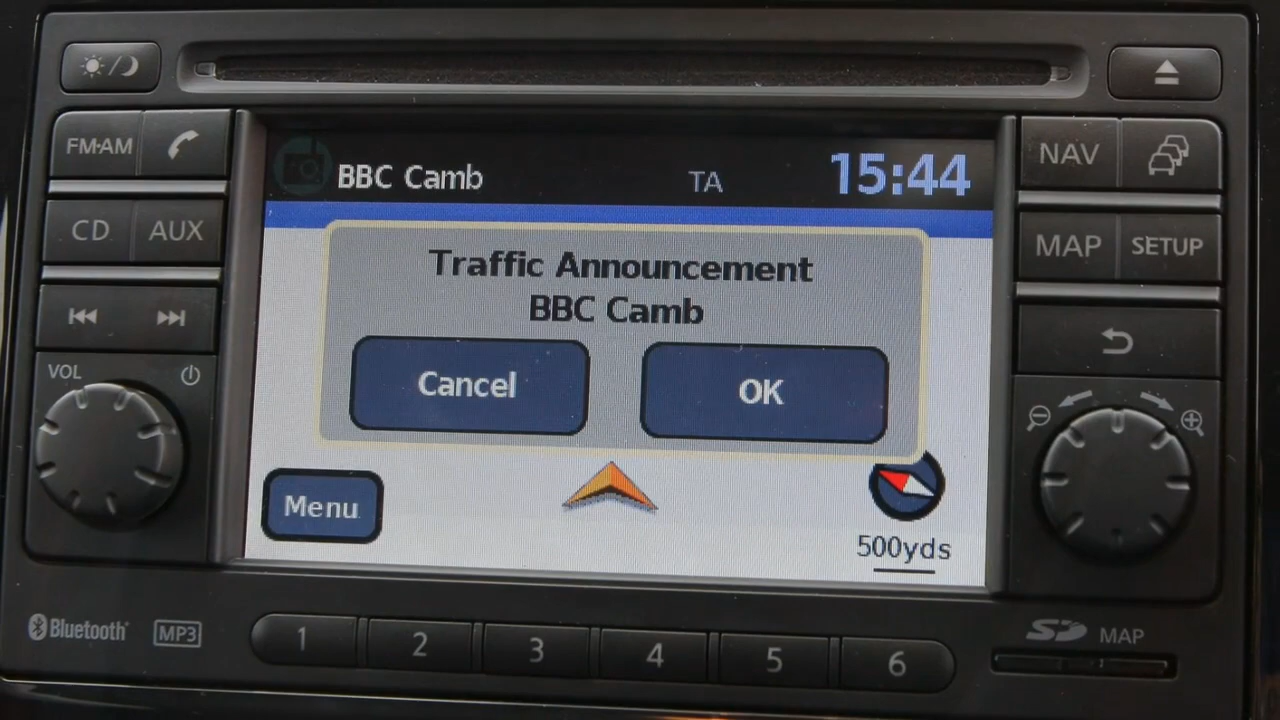 FM·AM
CD
AUX
VOL
BBC Camb
TA
15:44
Traffic Announcement
BBC Camb
Cancel
OK
Menu
500yds
NAV
MAP
SETUP
Bluetooth
MP3
1
2
3
4
5
6
SD
MAP